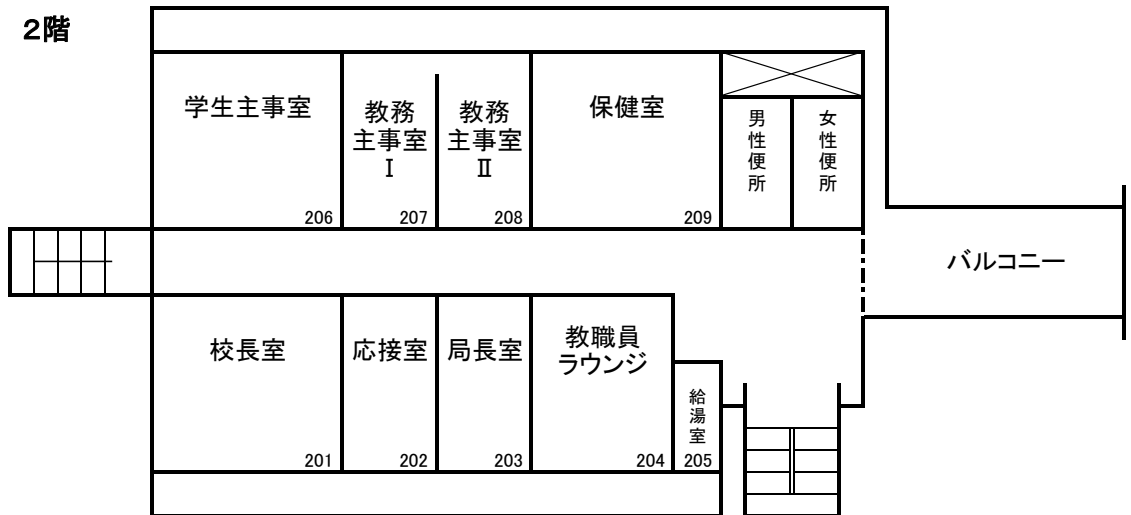 2階
学生主事室
206
教務
主事室
Ⅰ
207
教務
主事室
Ⅱ
208
保健室
209
男性便所
女性便所
バルコニー
校長室
201
応接室
202
局長室
203
教職員
ラウンジ
204
給湯室
205